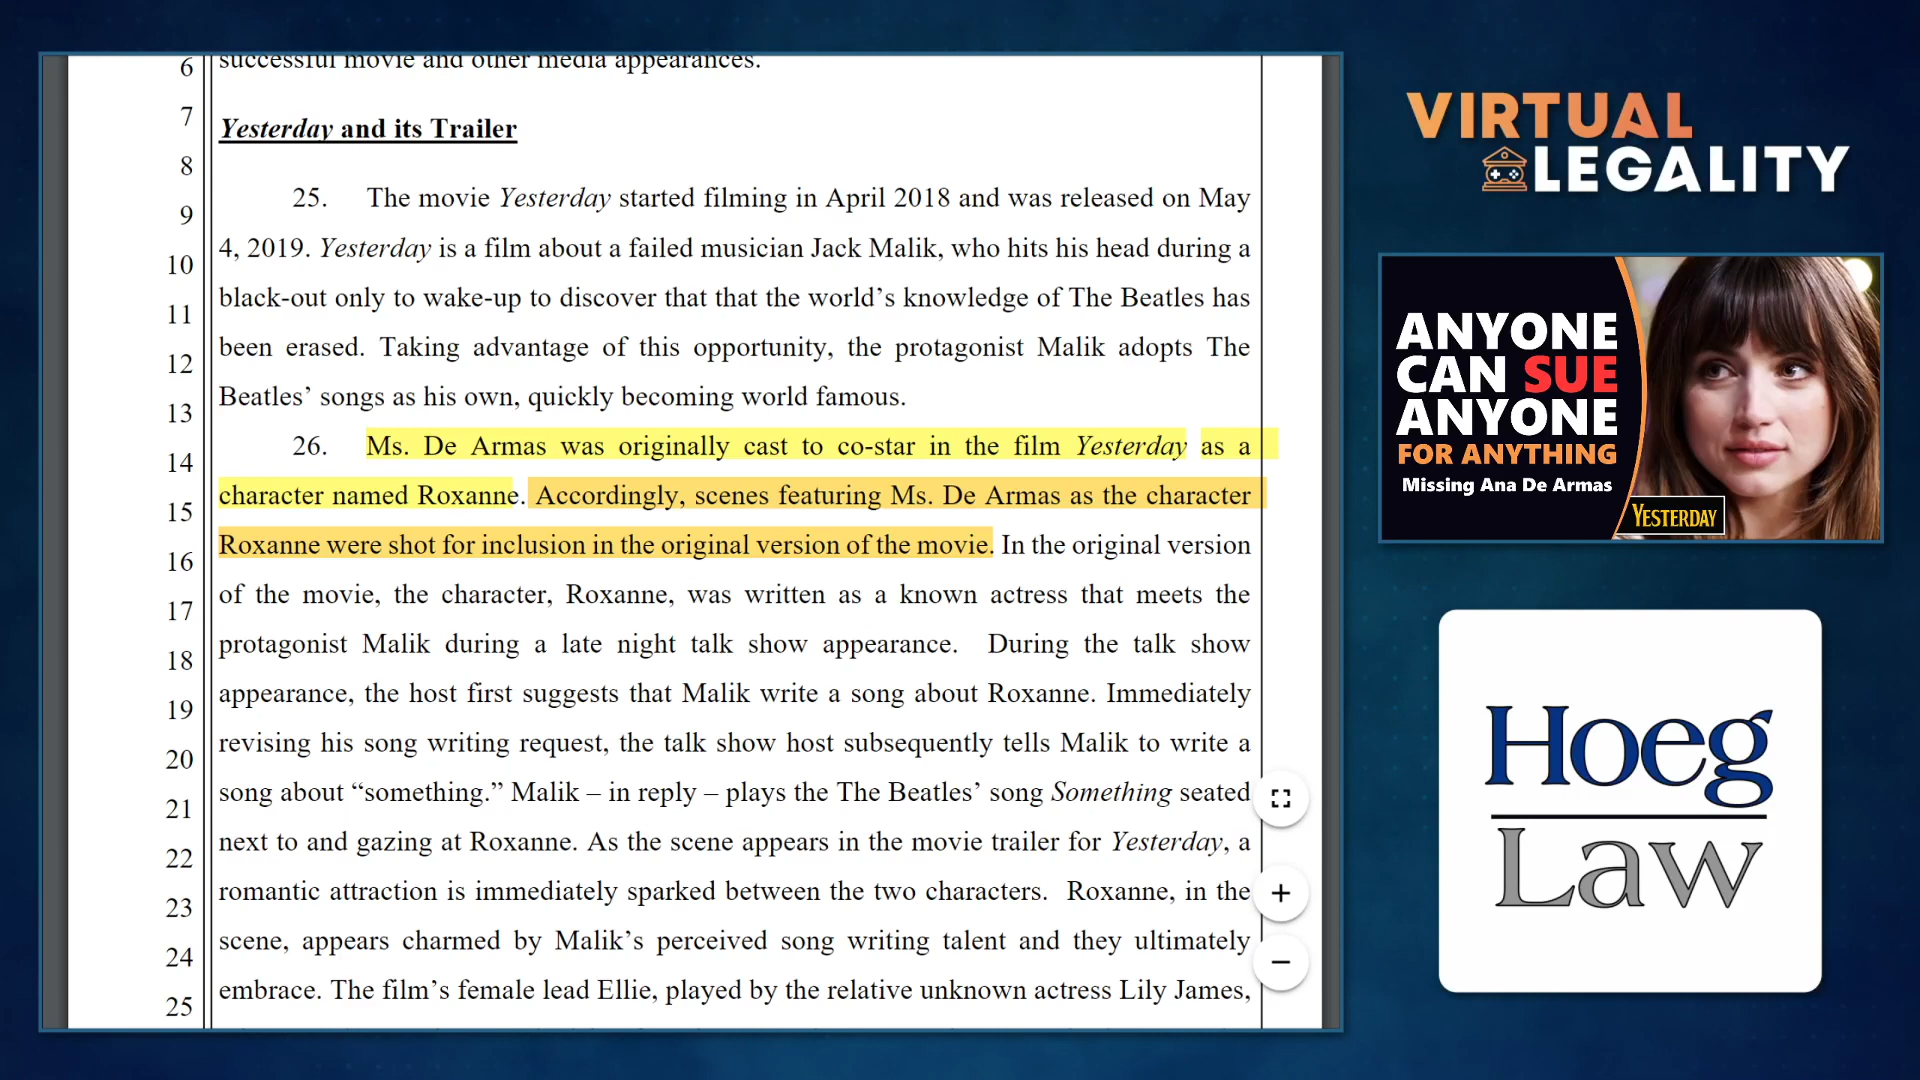 6 successful movie and other media appearances.
7 Yesterday and its Trailer
8
9 25. The movie Yesterday started filming in April 2018 and was released on May
10 4, 2019. Yesterday is a film about a failed musician Jack Malik, who hits his head during a
11 black-out only to wake-up to discover that that the world’s knowledge of The Beatles has
12 been erased. Taking advantage of this opportunity, the protagonist Malik adopts The
13 Beatles’ songs as his own, quickly becoming world famous.
14 26. Ms. De Armas was originally cast to co-star in the film Yesterday as a
15 character named Roxanne. Accordingly, scenes featuring Ms. De Armas as the character
16 Roxanne were shot for inclusion in the original version of the movie. In the original version
17 of the movie, the character, Roxanne, was written as a known actress that meets the
18 protagonist Malik during a late night talk show appearance. During the talk show
19 appearance, the host first suggests that Malik write a song about Roxanne. Immediately
20 revising his song writing request, the talk show host subsequently tells Malik to write a
21 song about “something.” Malik – in reply – plays the The Beatles’ song Something seated
22 next to and gazing at Roxanne. As the scene appears in the movie trailer for Yesterday, a
23 romantic attraction is immediately sparked between the two characters. Roxanne, in the
24 scene, appears charmed by Malik’s perceived song writing talent and they ultimately
25 embrace. The film’s female lead Ellie, played by the relative unknown actress Lily James,
VIRTUAL
LEGALITY
ANYONE
CAN SUE
ANYONE
FOR ANYTHING
Missing Ana De Armas
YESTERDAY
Hoeg
Law